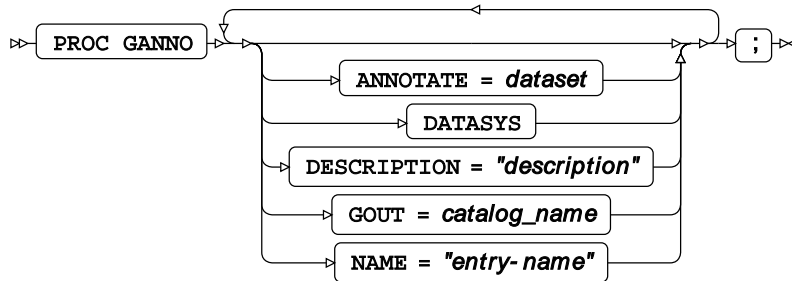 PROC GANNO ;
ANNOTATE = dataset
DATASYS
DESCRIPTION = "description"
GOUT = catalog_name
NAME = "entry-name"